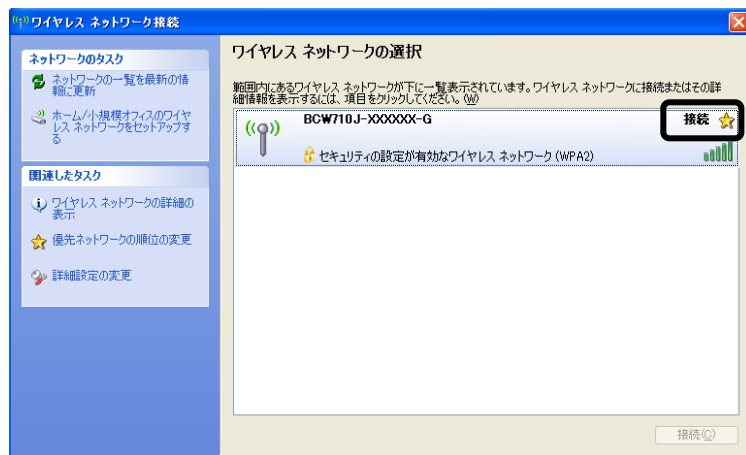 ワイヤレス ネットワーク接続
ネットワークのタスク
ネットワークの一覧を最新の情
報に更新
ホーム/小規模オフィスのワイヤ
レス ネットワークをセットアップす
る
関連したタスク
ワイヤレス ネットワークの詳細の
表示
優先ネットワークの順位の変更
詳細設定の変更
ワイヤレス ネットワークの選択
範囲内にあるワイヤレス ネットワークが下に一覧表示されています。ワイヤレス ネットワークに接続またはその詳
細情報を表示するには、項目をクリックしてください。(W)
BCW710J-XXXXXX-G
接続
セキュリティの設定が有効なワイヤレス ネットワーク (WPA2)
接続(C)